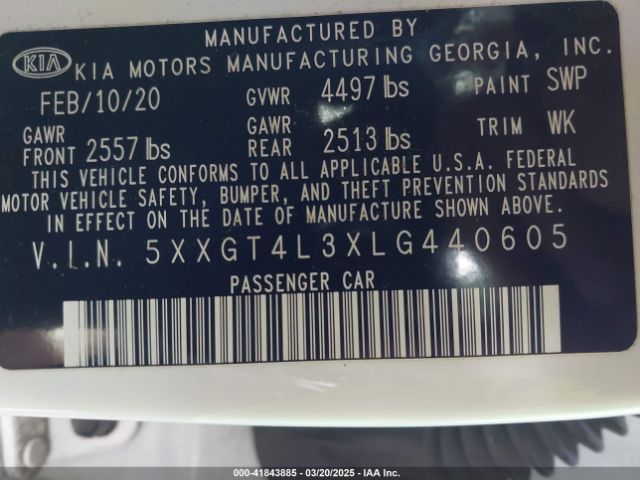 MANUFACTURED BY
KIA KIA MOTORS MANUFACTURING GEORGIA, INC.
FEB/10/20 GVWR 4497 lbs PAINT SWP
GAWR FRONT 2557 lbs GAWR REAR 2513 lbs TRIM WK
THIS VEHICLE CONFORMS TO ALL APPLICABLE U.S.A. FEDERAL
MOTOR VEHICLE SAFETY, BUMPER, AND THEFT PREVENTION STANDARDS
IN EFFECT ON THE DATE OF MANUFACTURE SHOWN ABOVE.
V.I.N. 5XXGT4L3XLG440605
PASSENGER CAR
000-41843885 — 03/20/2025 — IAA Inc.